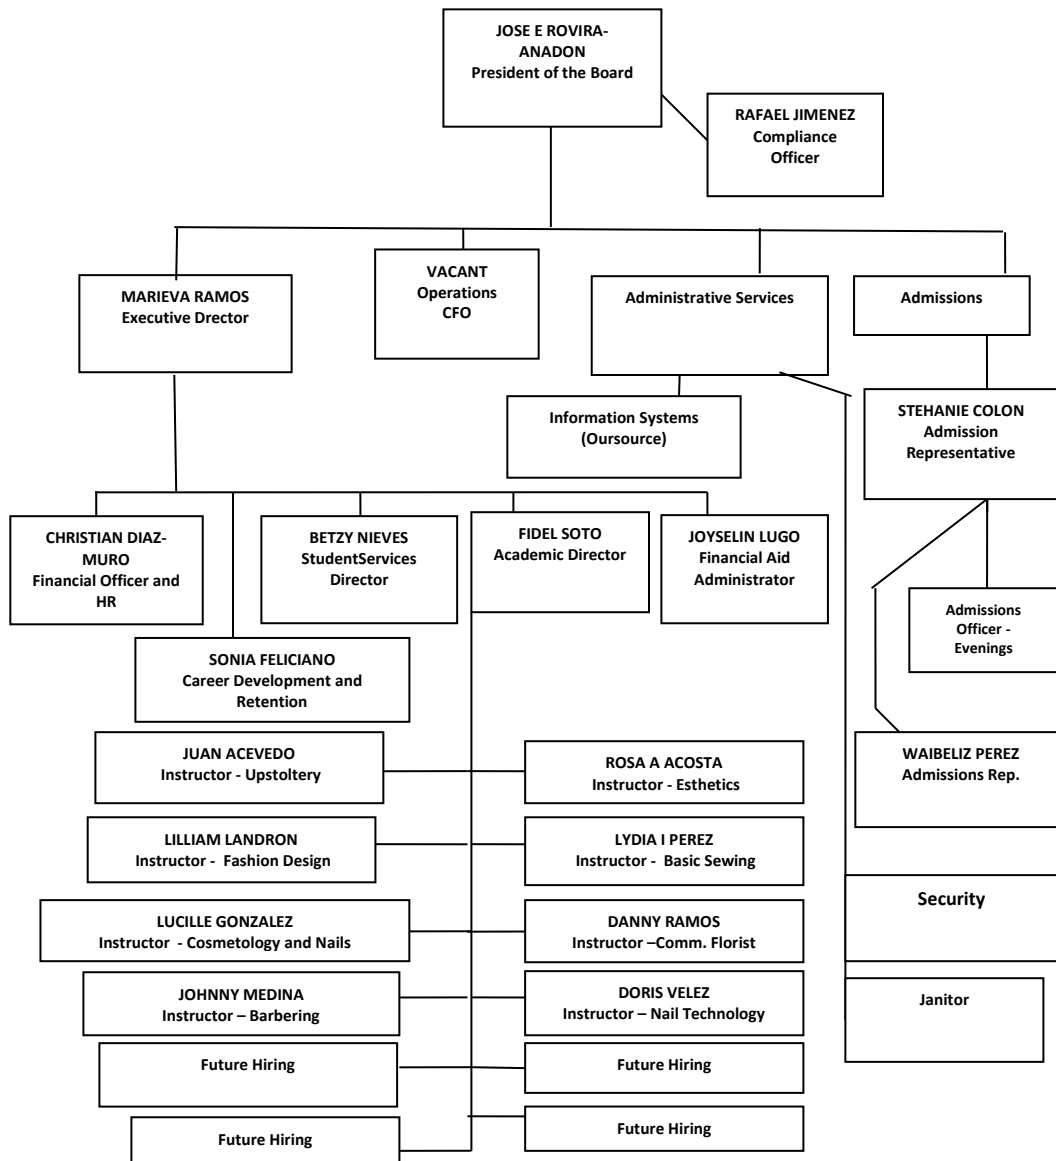 JOSE E ROVIRA-
ANADON
President of the Board
RAFAEL JIMENEZ
Compliance
Officer
MARIEVA RAMOS
Executive Drector
VACANT
Operations
CFO
Administrative Services
Admissions
Information Systems
(Oursource)
STEHANIE COLON
Admission
Representative
CHRISTIAN DIAZ-
MURO
Financial Officer and
HR
BETZY NIEVES
StudentServices
Director
FIDEL SOTO
Academic Director
JOYSELIN LUGO
Financial Aid
Administrator
Admissions
Officer -
Evenings
SONIA FELICIANO
Career Development and
Retention
JUAN ACEVEDO
Instructor - Upstoltery
ROSA A ACOSTA
Instructor - Esthetics
WAIBELIZ PEREZ
Admissions Rep.
LILLIAM LANDRON
Instructor -  Fashion Design
LYDIA I PEREZ
Instructor -  Basic Sewing
Security
LUCILLE GONZALEZ
Instructor  - Cosmetology and Nails
DANNY RAMOS
Instructor –Comm. Florist
JOHNNY MEDINA
Instructor – Barbering
DORIS VELEZ
Instructor – Nail Technology
Janitor
Future Hiring
Future Hiring
Future Hiring
Future Hiring